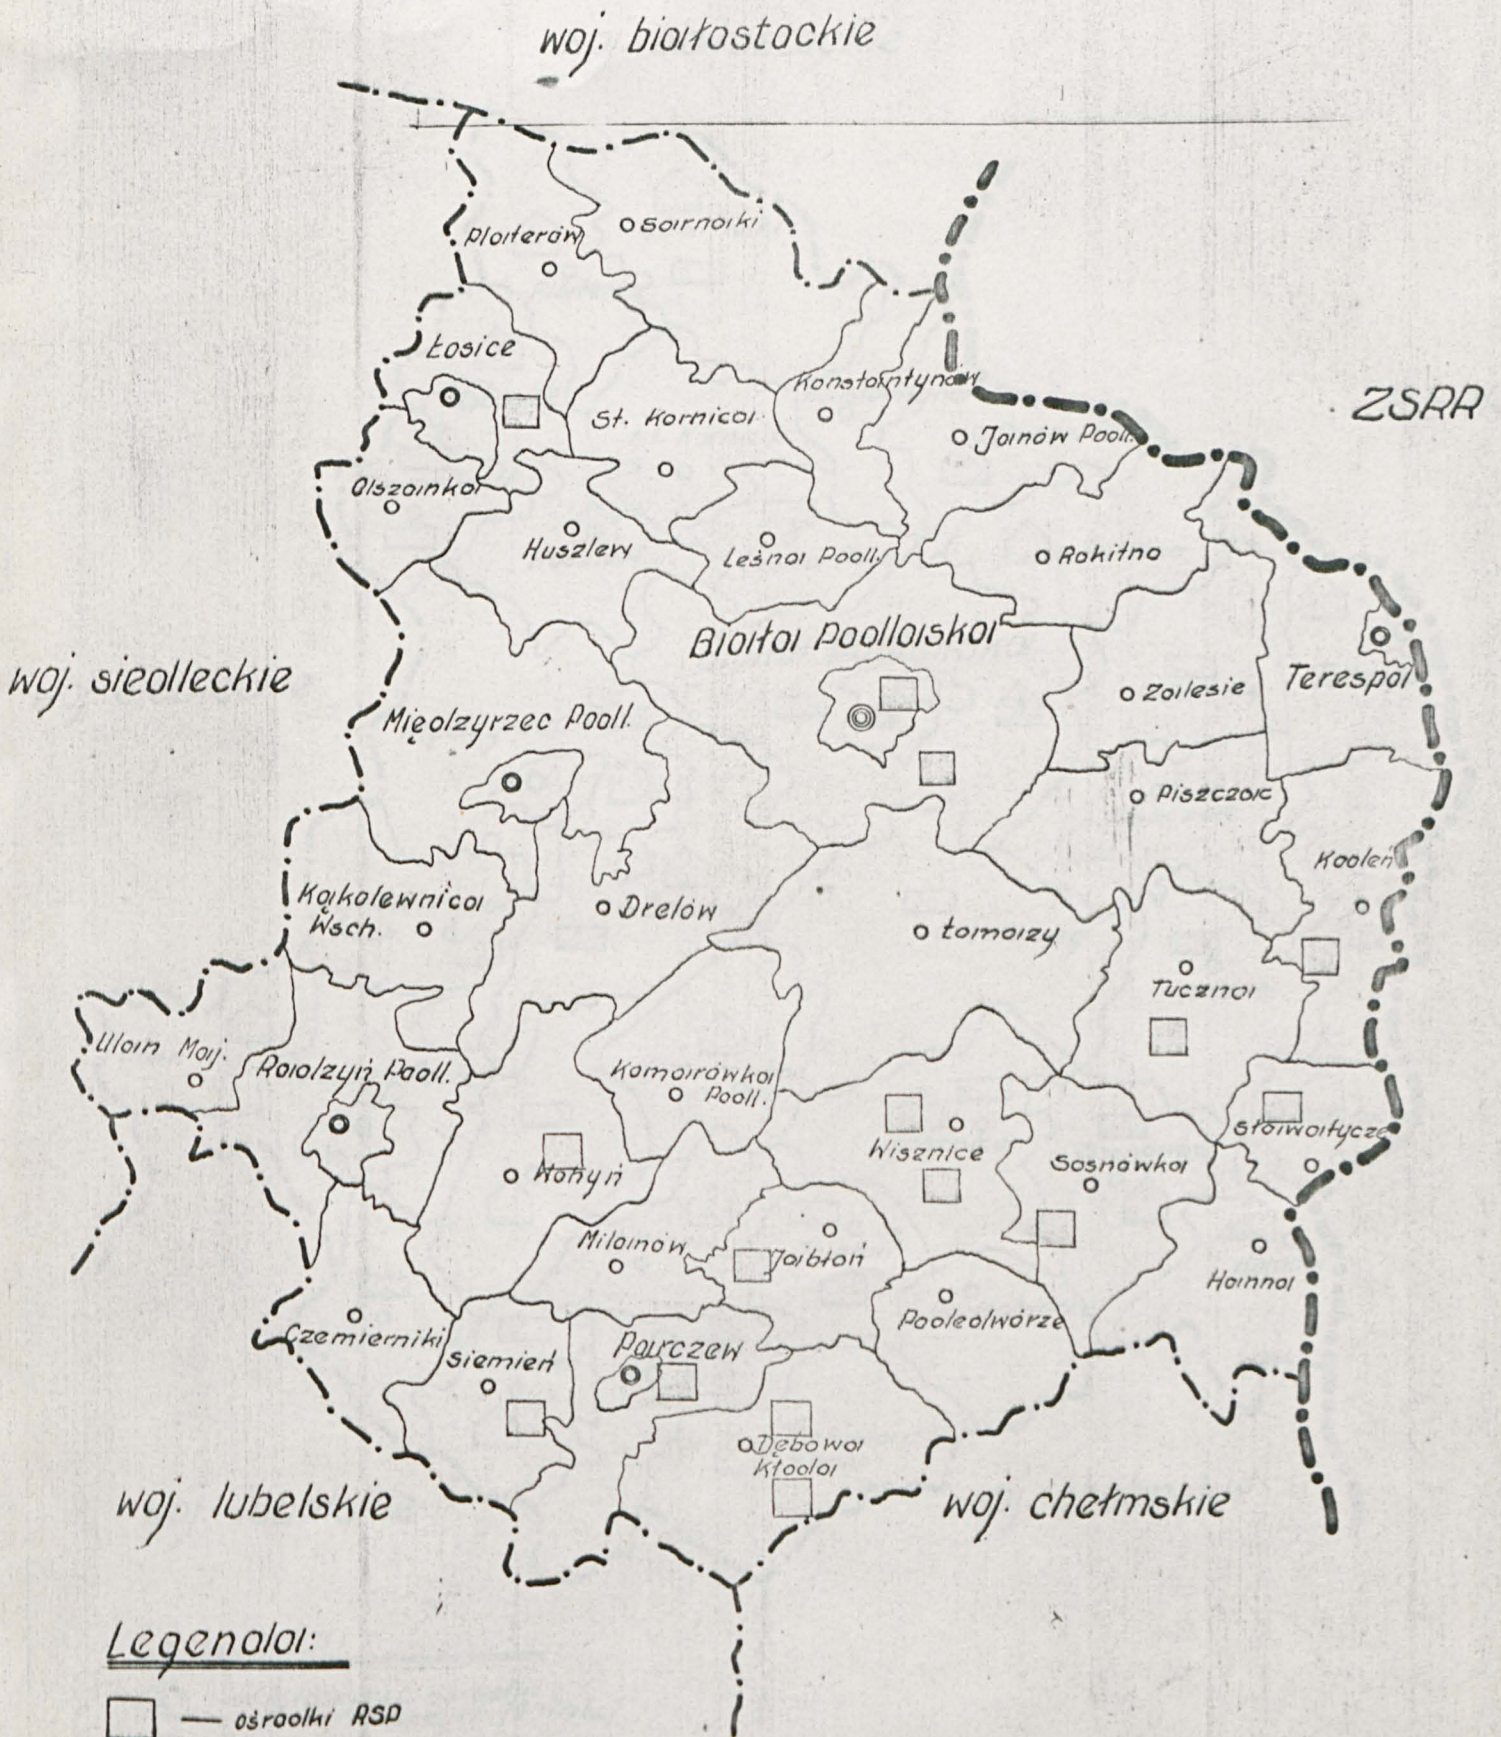 woj. białostockie
Sarnaki
Platerów
Łosice
Konstantynów
ZSRR
St. Kornica
Janów Podl.
Olszanka
Huszlew
Leśna Podl.
Rokitno
Biała Podlaska
woj. siedleckie
Zalesie
Terespol
Międzyrzec Podl.
Piszczac
Kodeń
Kąkolewnica
Wsch.
Drelów
Łomazy
Tuczna
Ulan Maj.
Radzyń Podl.
Komarówka
Podl.
Sławatycze
Wisznice
Sosnówka
Wohyń
Milanów
Jabłoń
Hanna
Podedwórze
Czemierniki
Siemień
Parczew
Dębowa
Kłoda
woj. lubelskie
woj. chełmskie
Legenda:
— ośrodki RSP